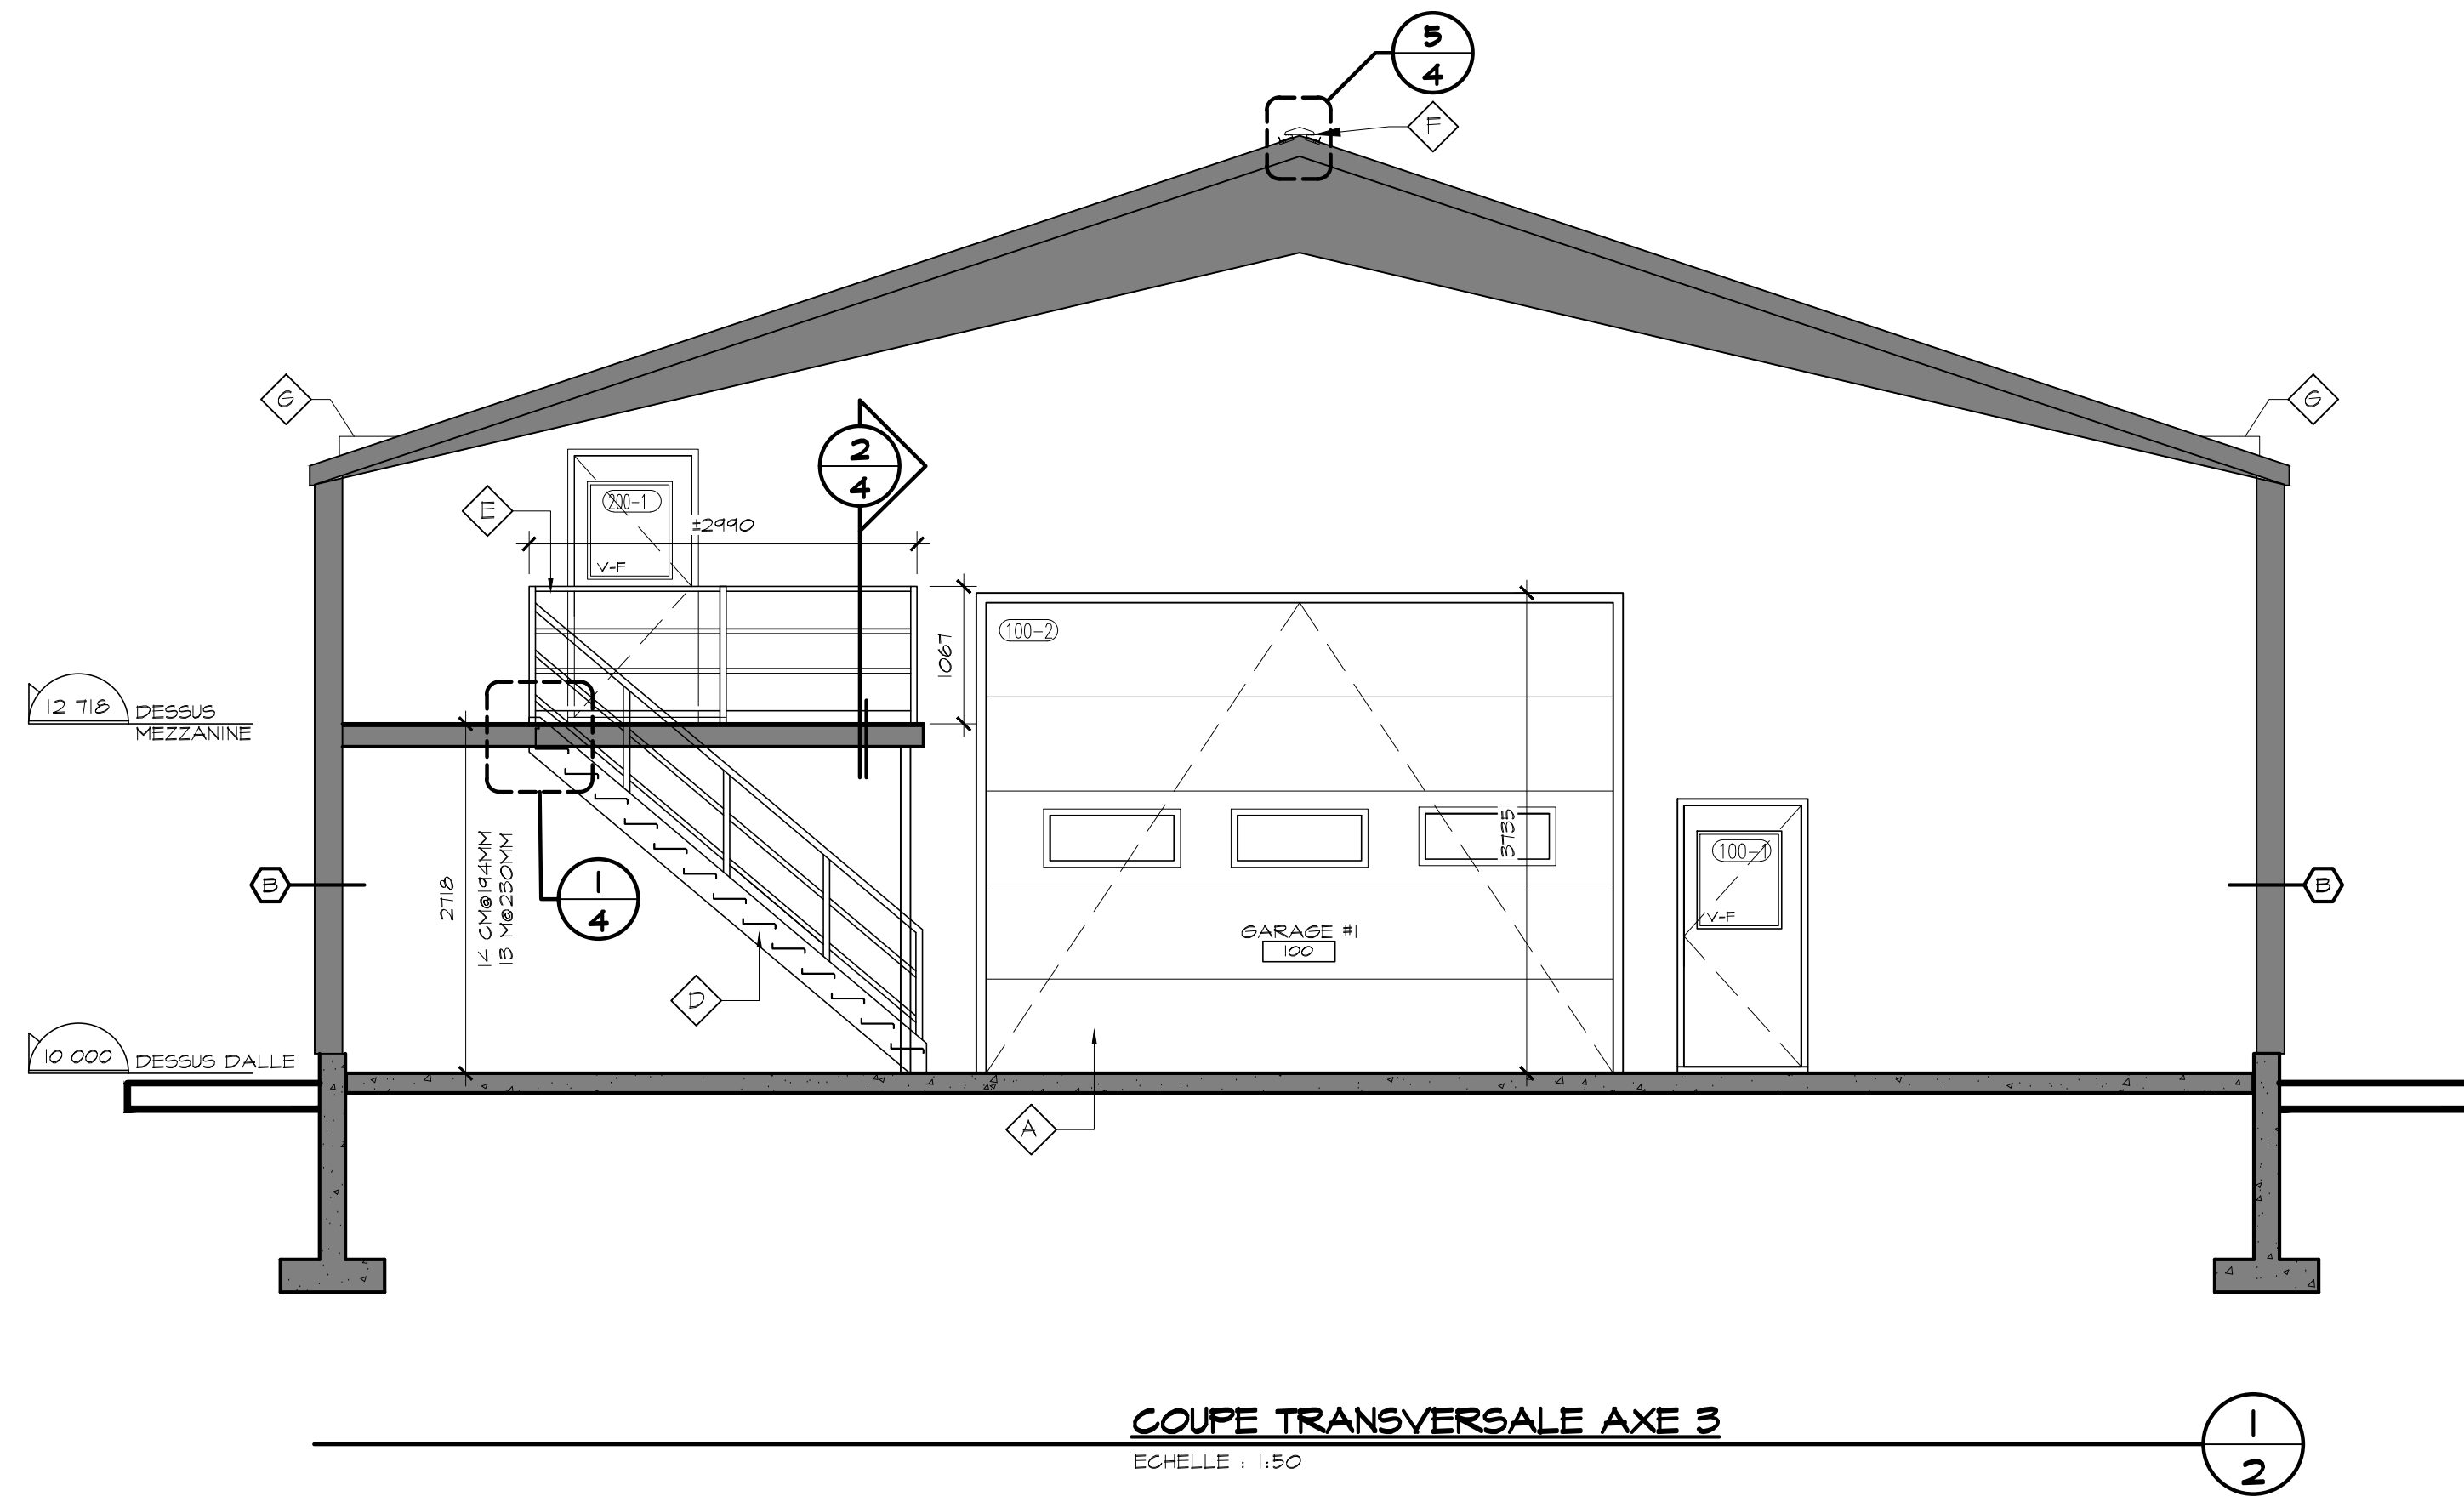 5
4
F
G
G
2
4
E
200-1
±2990
V-F
100-2
1067
12 718
DESSUS
MEZZANINE
3735
100-1
2718
14 CM@194MM
13 M@230MM
B
B
1
4
V-F
GARAGE #1
100
D
10 000
DESSUS DALLE
A
COUPE TRANSVERSALE AXE 3
ECHELLE : 1:50
1
2